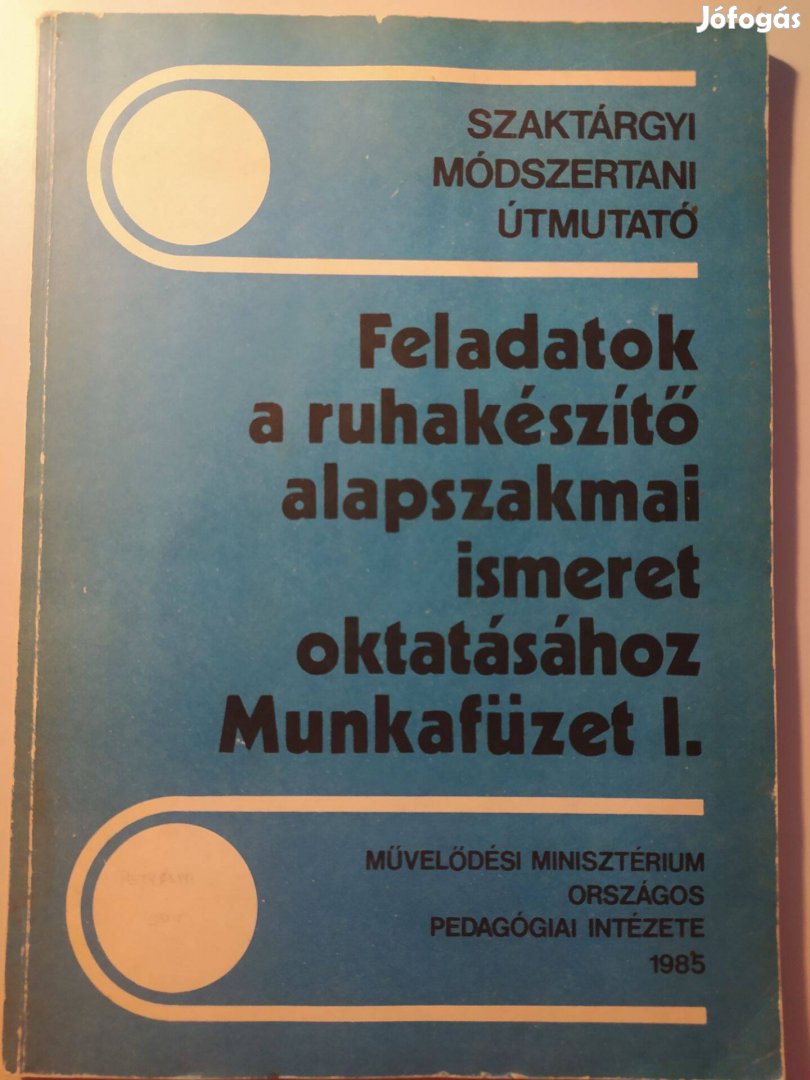 Jófogás
SZAKTÁRGYI
MÓDSZERTANI
ÚTMUTATÓ
Feladatok
a ruhakészítő
alapszakmai
ismeret
oktatásához
Munkafüzet I.
MŰVELŐDÉSI MINISZTÉRIUM
ORSZÁGOS
PEDAGÓGIAI INTÉZETE
1985